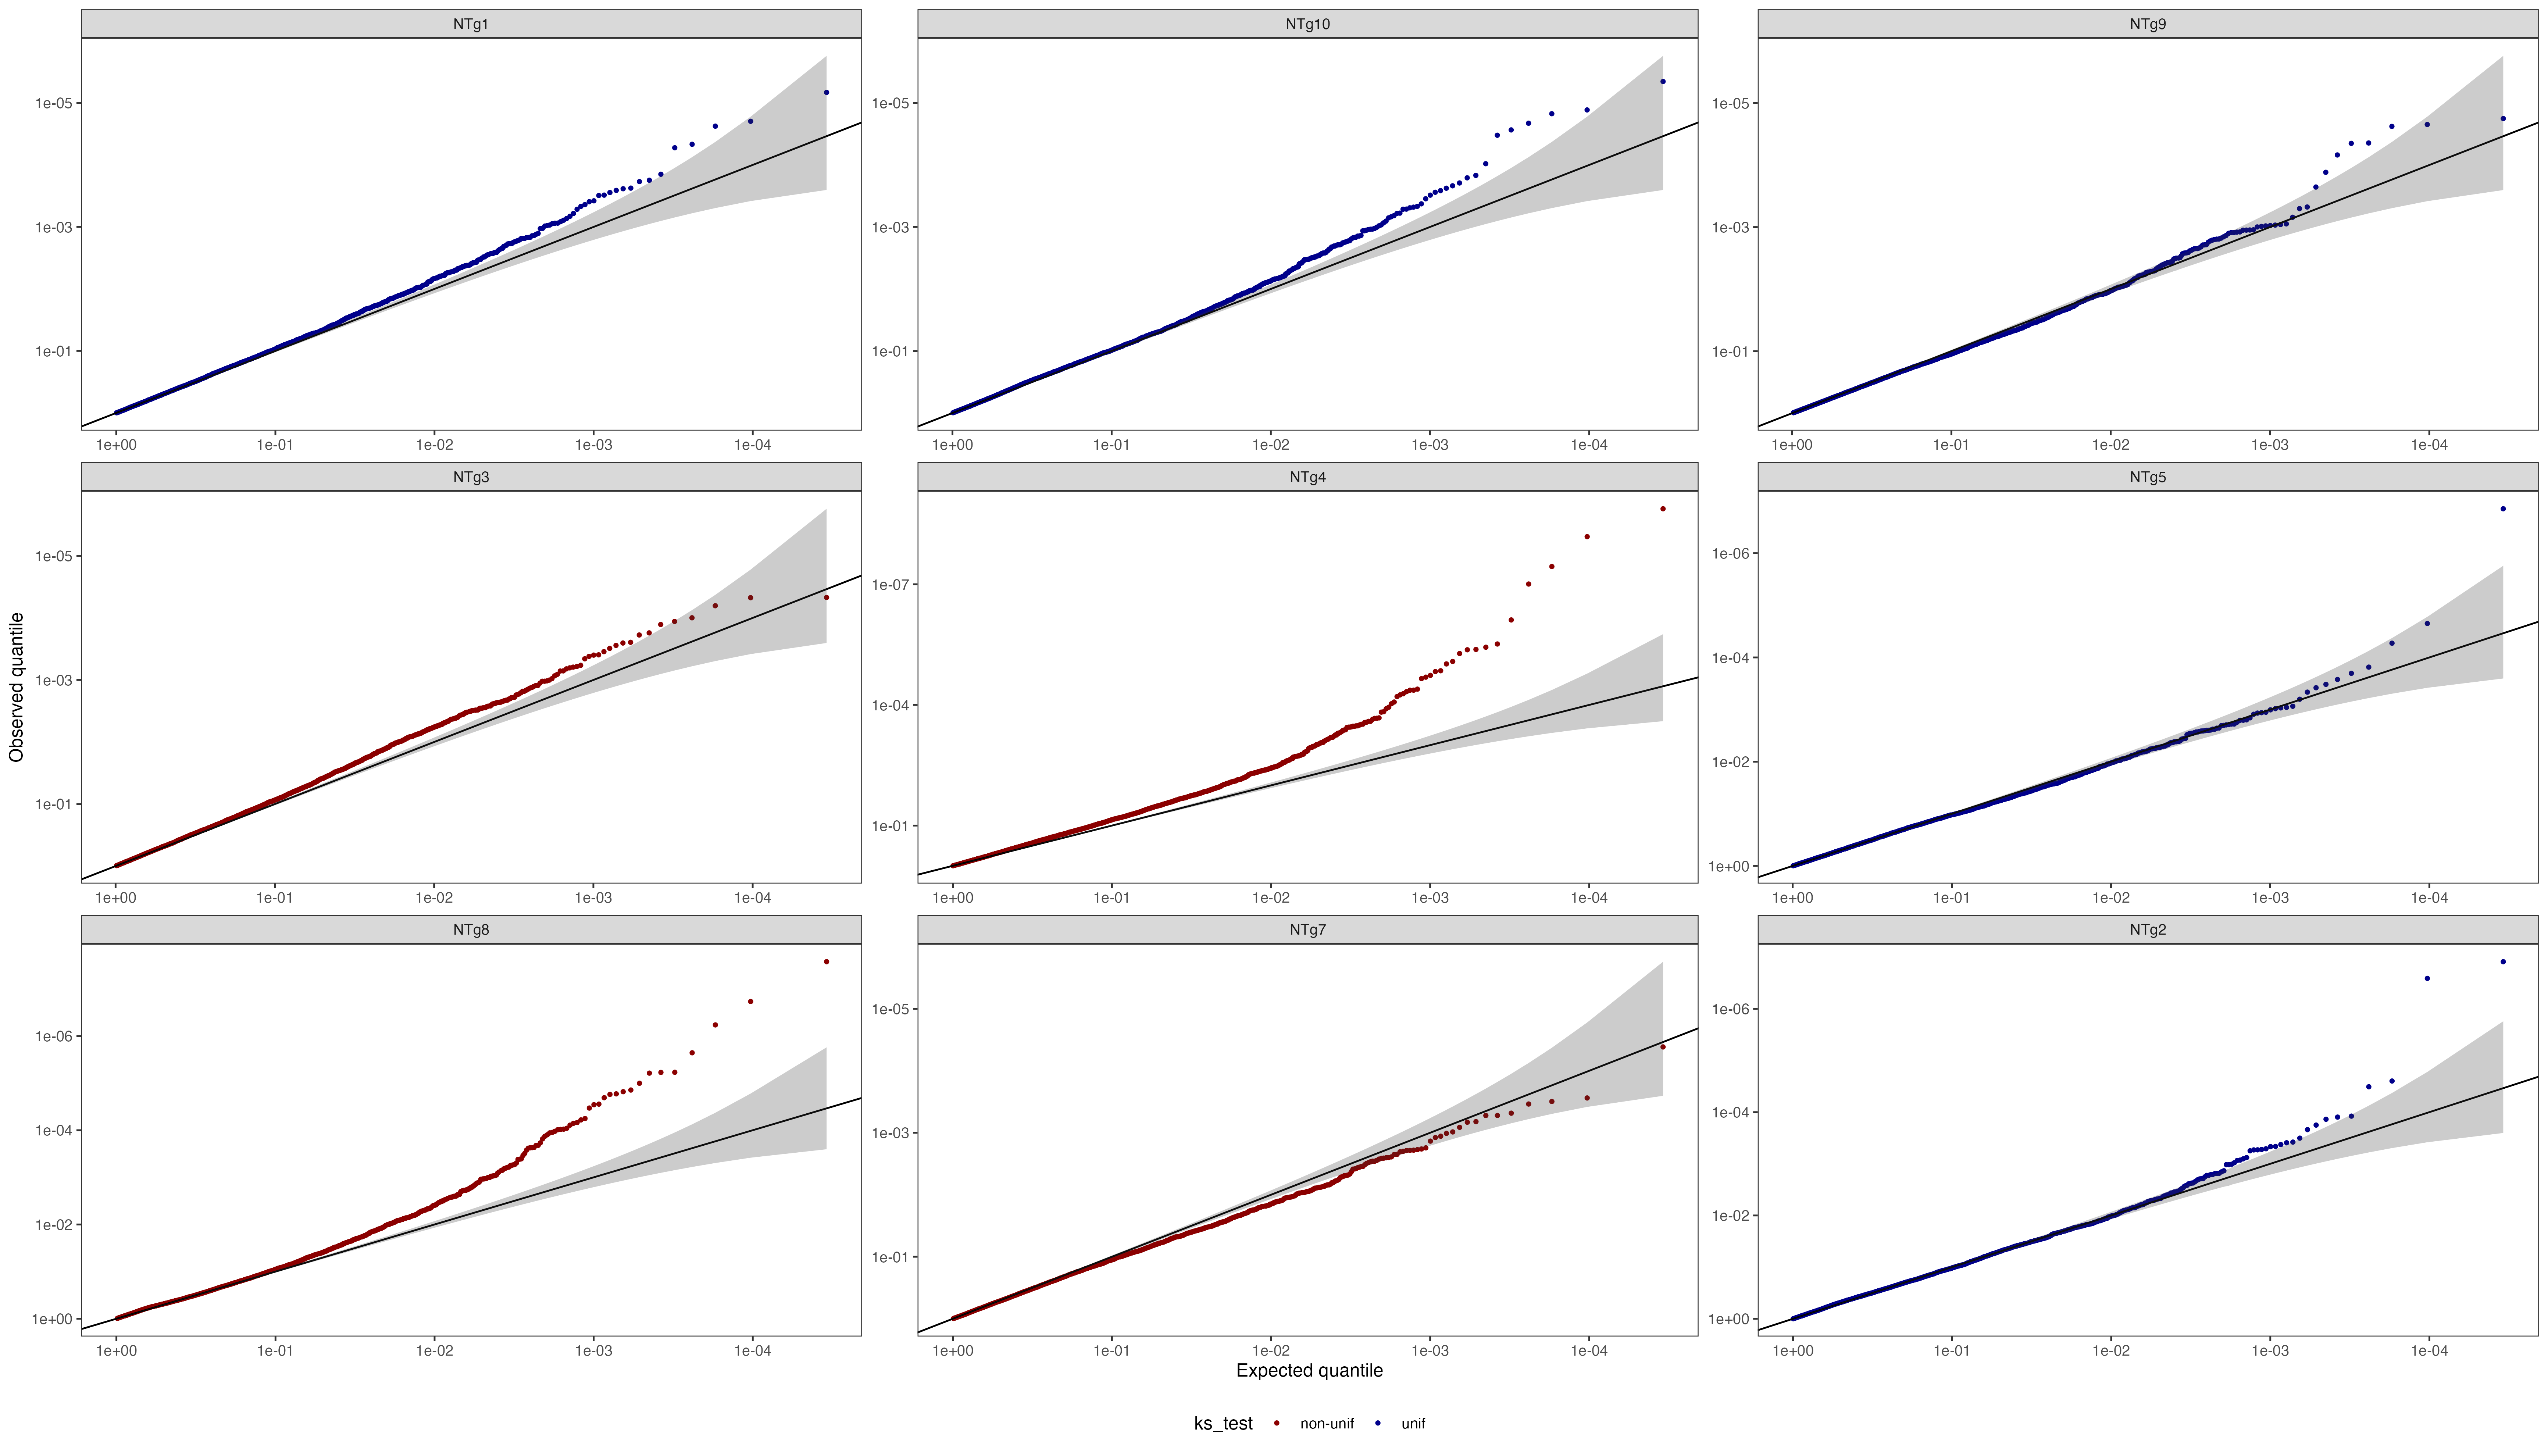 NTg1 NTg10 NTg9
1e-05 1e-05 1e-05
1e-03 1e-03 1e-03
1e-01 1e-01 1e-01
1e+00 1e-01 1e-02 1e-03 1e-04 1e+00 1e-01 1e-02 1e-03 1e-04 1e+00 1e-01 1e-02 1e-03 1e-04
NTg3 NTg4 NTg5
1e-05 1e-07 1e-06
1e-03 1e-04 1e-04
1e-01 1e-01 1e-02
1e+00
1e+00 1e-01 1e-02 1e-03 1e-04 1e+00 1e-01 1e-02 1e-03 1e-04 1e+00 1e-01 1e-02 1e-03 1e-04
Observed quantile
NTg8 NTg7 NTg2
1e-06 1e-05 1e-06
1e-04 1e-03 1e-04
1e-02 1e-01 1e-02
1e+00 1e+00
1e+00 1e-01 1e-02 1e-03 1e-04 1e+00 1e-01 1e-02 1e-03 1e-04 1e+00 1e-01 1e-02 1e-03 1e-04
Expected quantile
ks_test non-unif unif